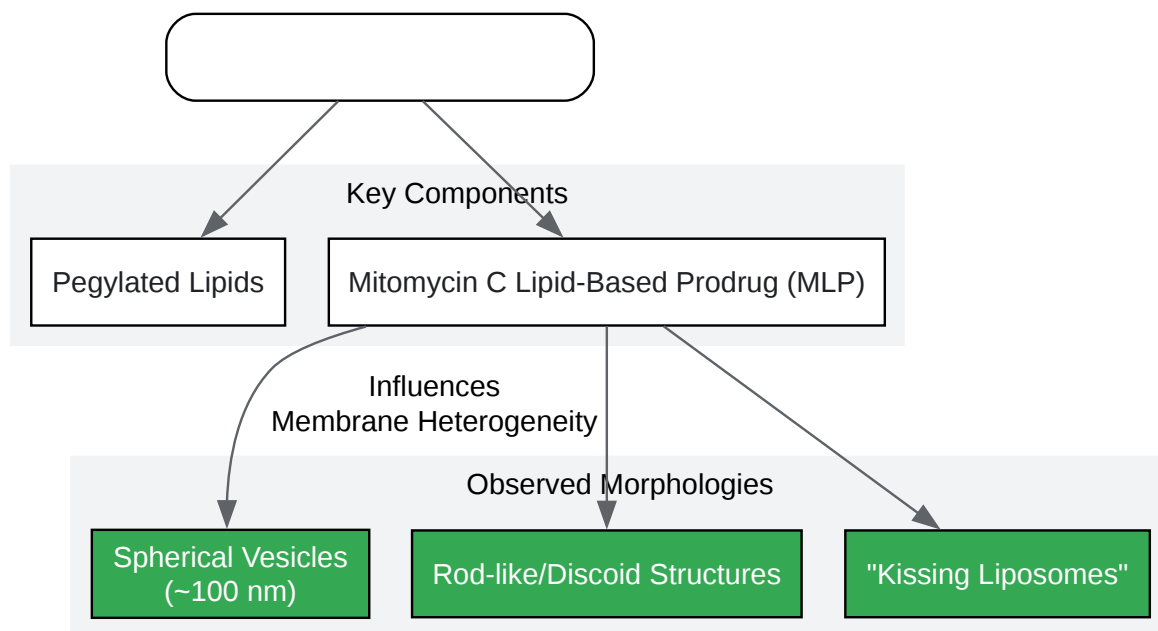 Key Components
Pegylated Lipids
Mitomycin C Lipid-Based Prodrug (MLP)
Influences
Membrane Heterogeneity
Observed Morphologies
Spherical Vesicles
(~100 nm)
Rod-like/Discoid Structures
"Kissing Liposomes"